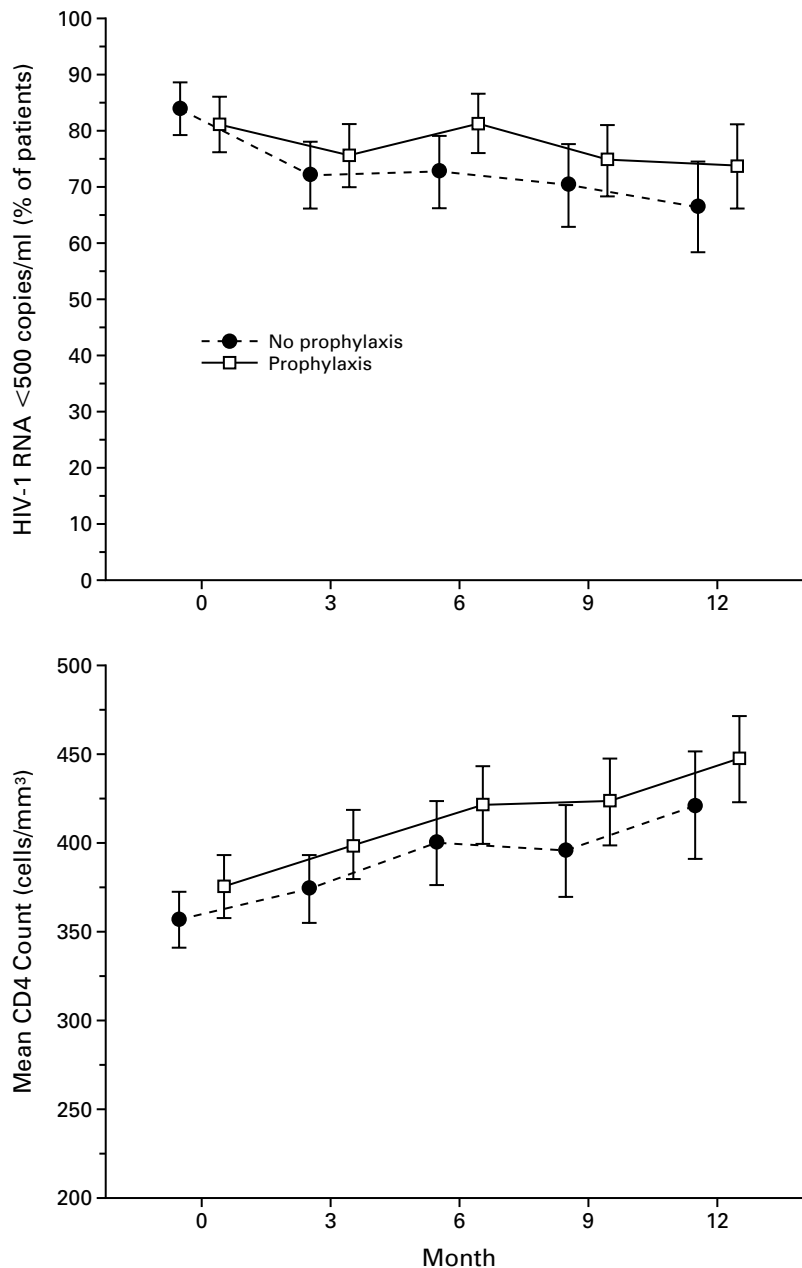 HIV-1 RNA <500 copies/ml (% of patients)
100
90
80
70
60
50
40
30
20
10
0
No prophylaxis
Prophylaxis
0 3 6 9 12
Mean CD4 Count (cells/mm³)
500
450
400
350
300
250
200
0 3 6 9 12
Month